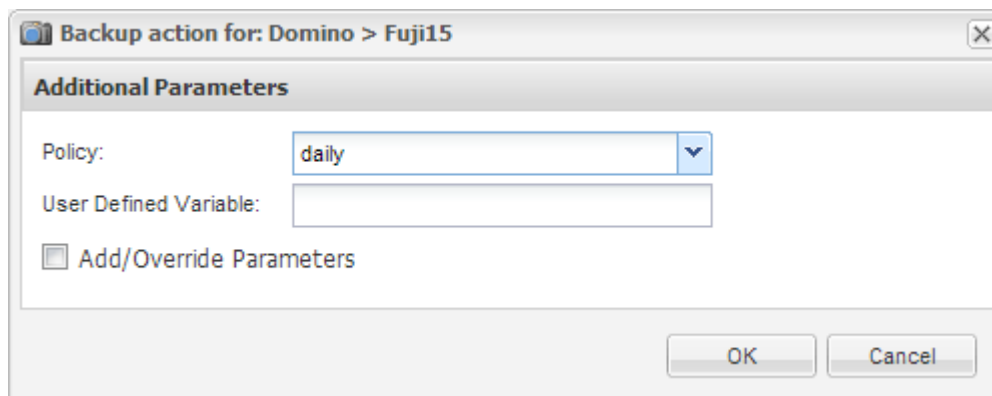 Backup action for: Domino > Fuji15
Additional Parameters
Policy: daily
User Defined Variable:
Add/Override Parameters
OK Cancel